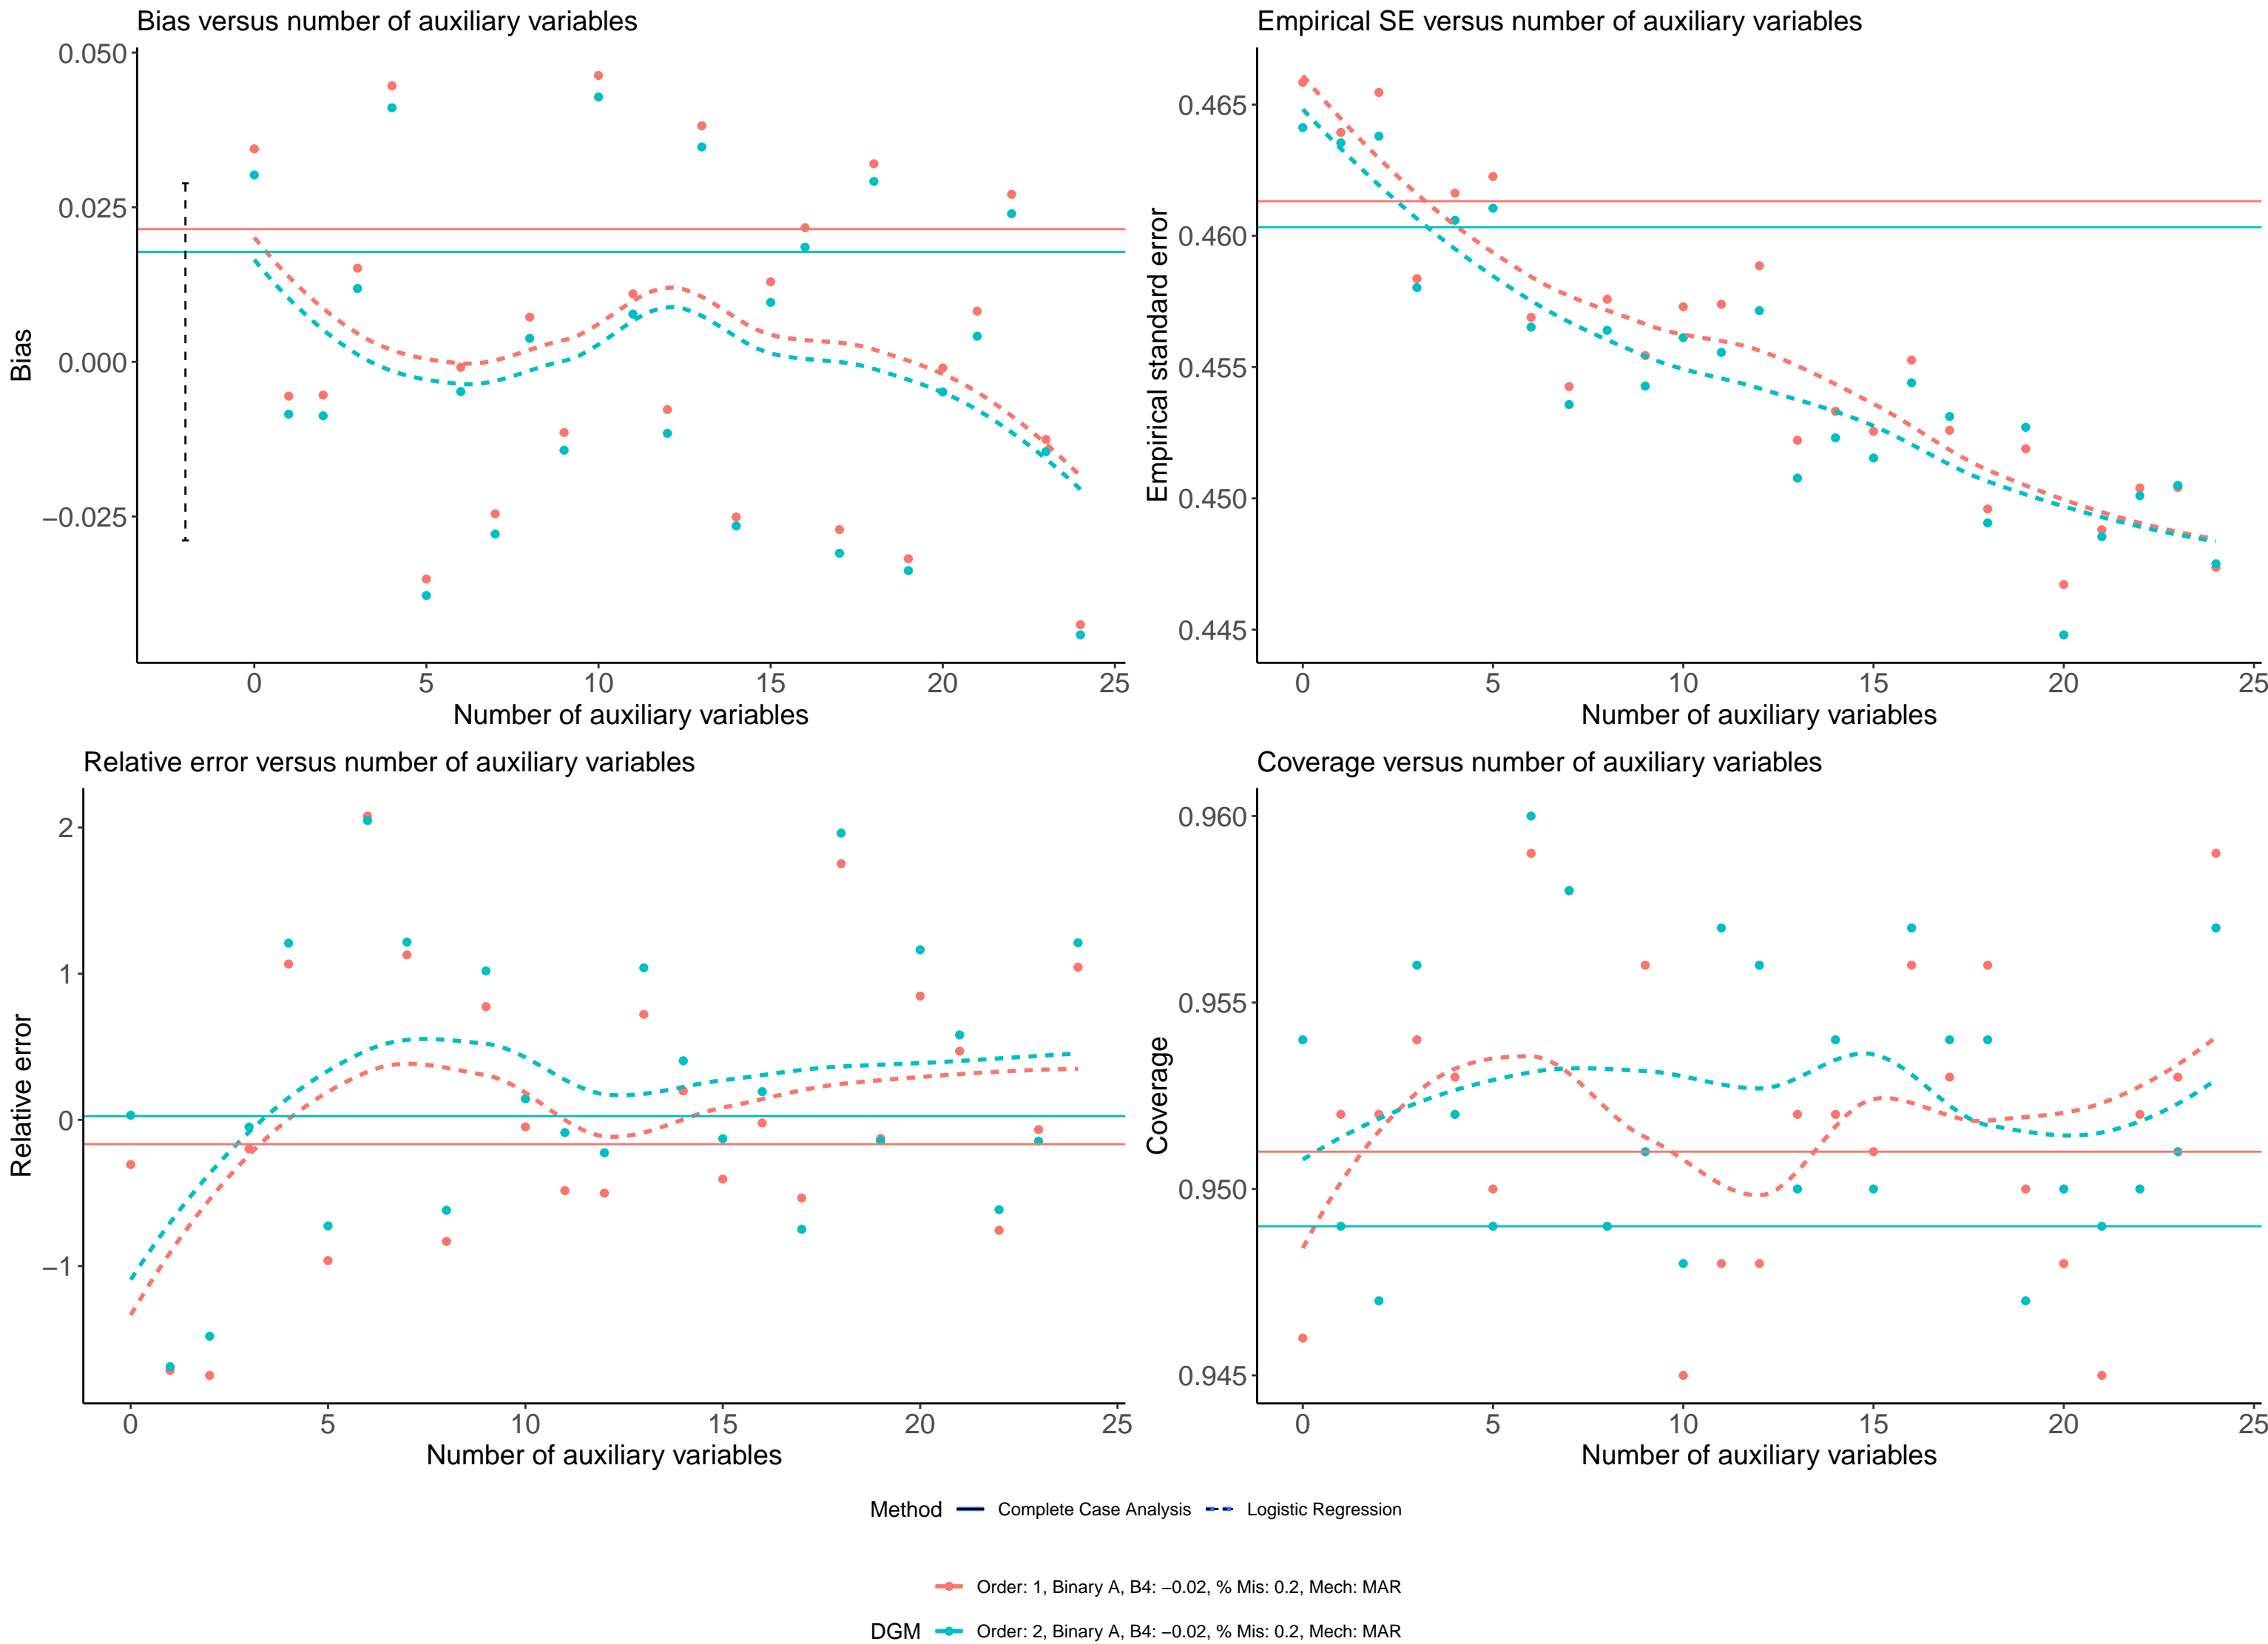 Bias versus number of auxiliary variables
0.050
0.025
0.000
−0.025
Bias
0 5 10 15 20 25
Number of auxiliary variables
Empirical SE versus number of auxiliary variables
0.465
0.460
0.455
0.450
0.445
Empirical standard error
0 5 10 15 20 25
Number of auxiliary variables
Relative error versus number of auxiliary variables
2
1
0
−1
Relative error
0 5 10 15 20 25
Number of auxiliary variables
Coverage versus number of auxiliary variables
0.960
0.955
0.950
0.945
Coverage
0 5 10 15 20 25
Number of auxiliary variables
Method Complete Case Analysis Logistic Regression
Order: 1, Binary A, B4: −0.02, % Mis: 0.2, Mech: MAR
DGM Order: 2, Binary A, B4: −0.02, % Mis: 0.2, Mech: MAR